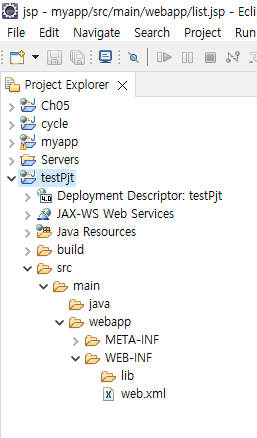 jsp - myapp/src/main/webapp/list.jsp - Ecli
File Edit Navigate Search Project Run
Project Explorer
Ch05
cycle
myapp
Servers
testPjt
4.0 Deployment Descriptor: testPjt
JAX-WS Web Services
Java Resources
build
src
main
java
webapp
META-INF
WEB-INF
lib
X web.xml